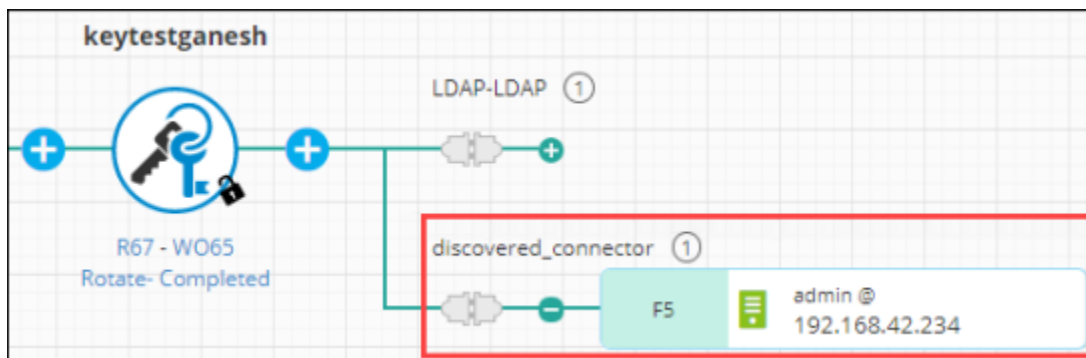 keytestganesh
LDAP-LDAP 1
R67 - WO65
Rotate- Completed
discovered_connector 1
F5
admin @
192.168.42.234